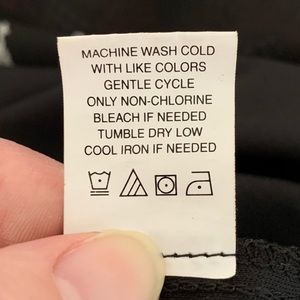 MACHINE WASH COLD
WITH LIKE COLORS
GENTLE CYCLE
ONLY NON-CHLORINE
BLEACH IF NEEDED
TUMBLE DRY LOW
COOL IRON IF NEEDED